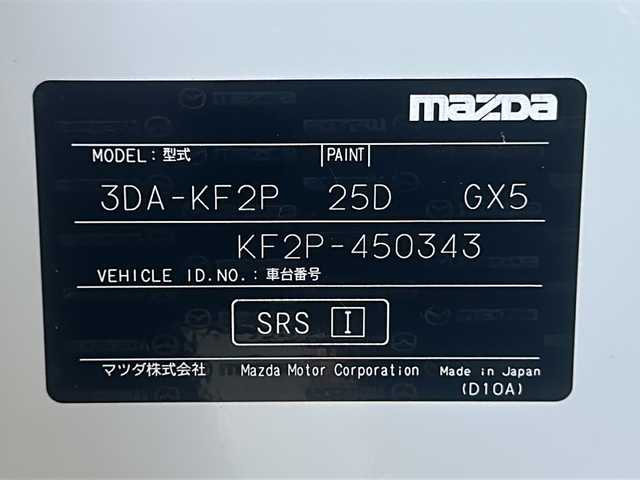 mazda
MODEL：型式 PAINT
3DA-KF2P 25D GX5
KF2P-450343
VEHICLE ID.NO.：車台番号
SRS I
マツダ株式会社 Mazda Motor Corporation Made in Japan
(D10A)